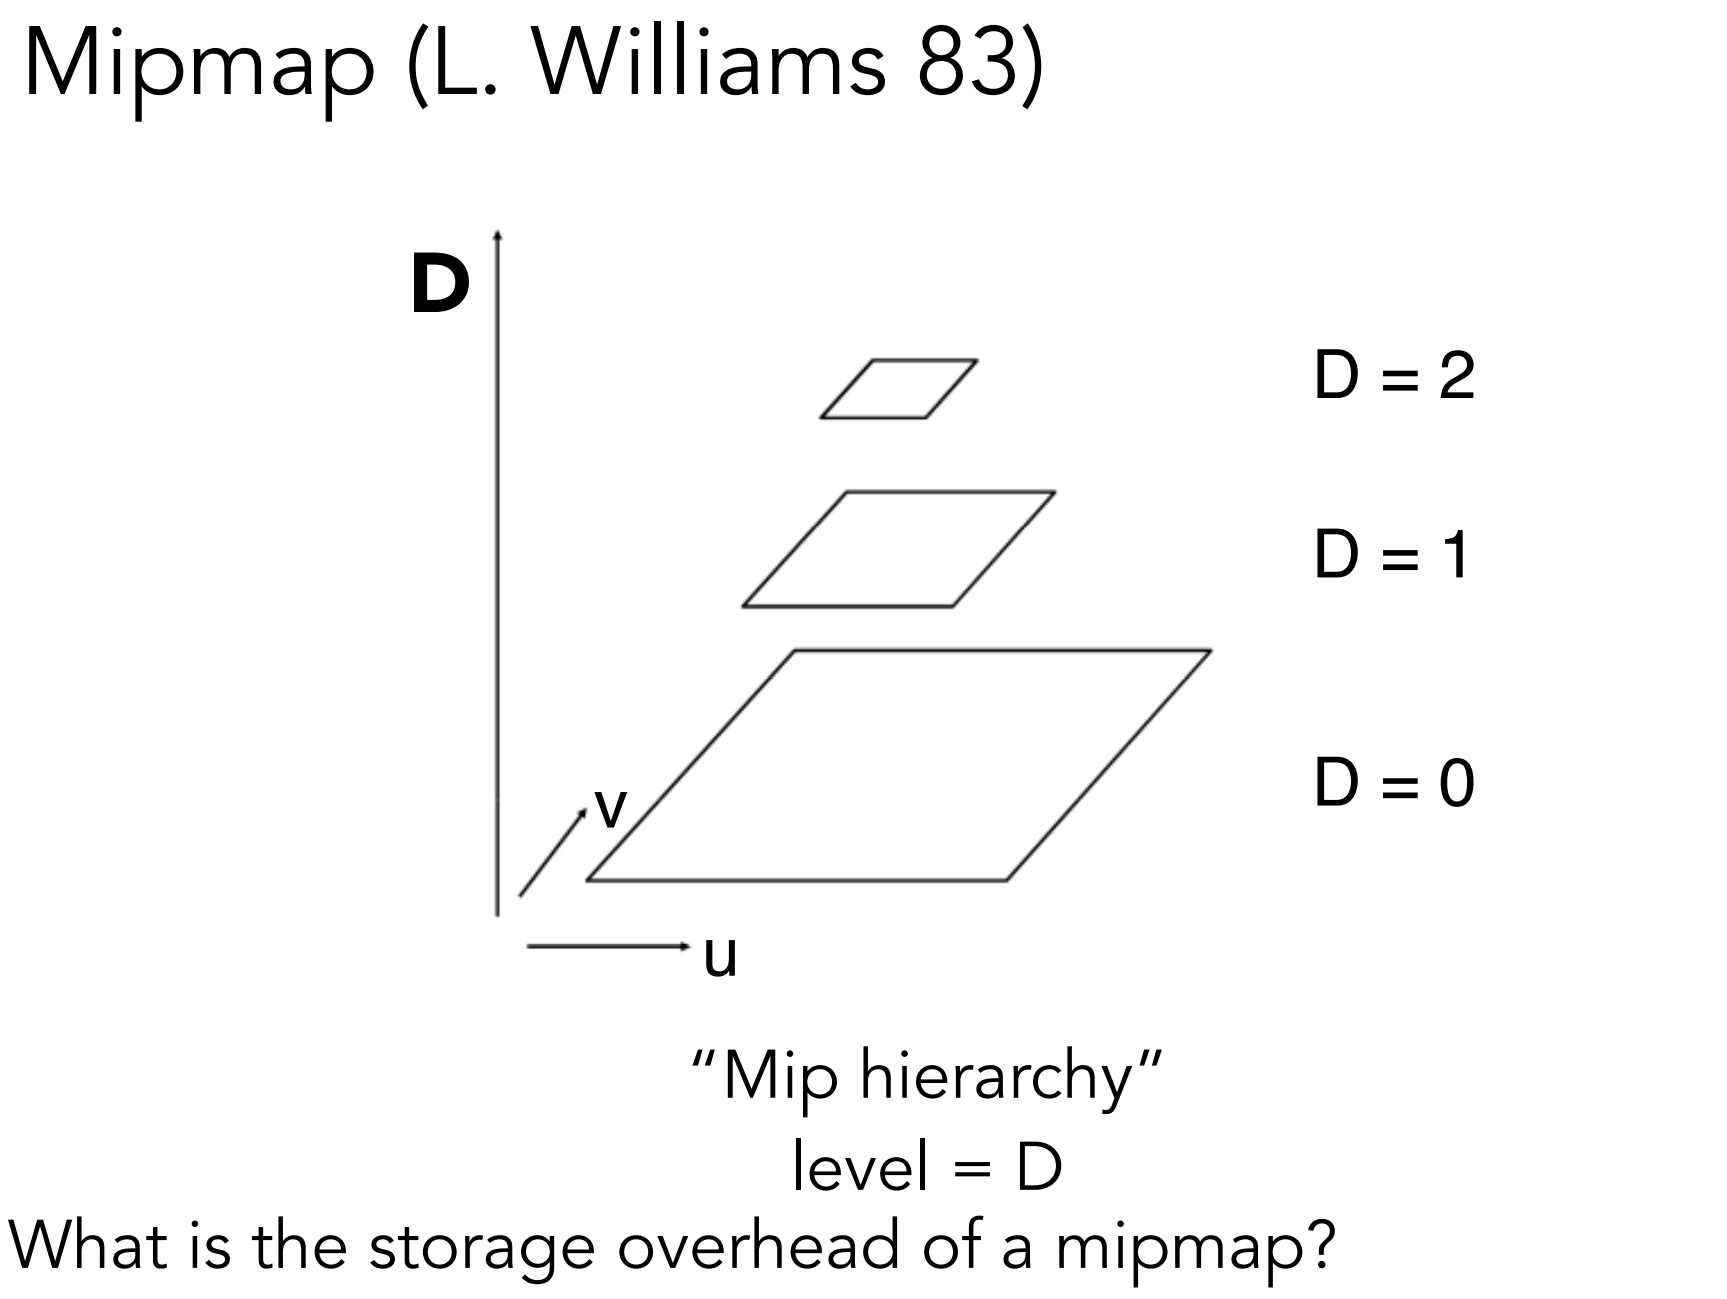 Mipmap (L. Williams 83)
D
D = 2
D = 1
D = 0
v
u
“Mip hierarchy”
level = D
What is the storage overhead of a mipmap?